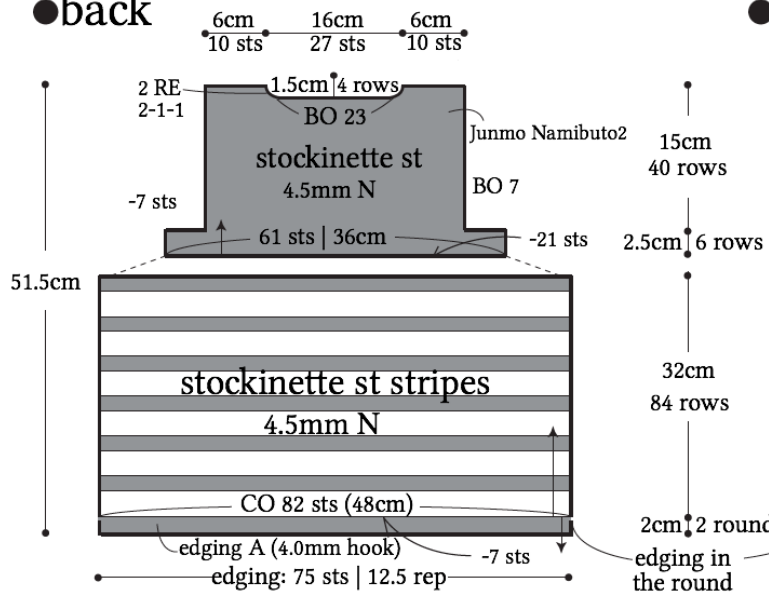 ●back
6cm 16cm 6cm
10 sts 27 sts 10 sts
2 RE
2-1-1
1.5cm 4 rows
BO 23
Junmo Namibuto2
stockinette st
4.5mm N
BO 7
-7 sts
61 sts | 36cm
-21 sts
15cm
40 rows
2.5cm 6 rows
51.5cm
stockinette st stripes
4.5mm N
32cm
84 rows
CO 82 sts (48cm)
2cm 2 round
edging A (4.0mm hook)
-7 sts
edging in
the round
edging: 75 sts | 12.5 rep